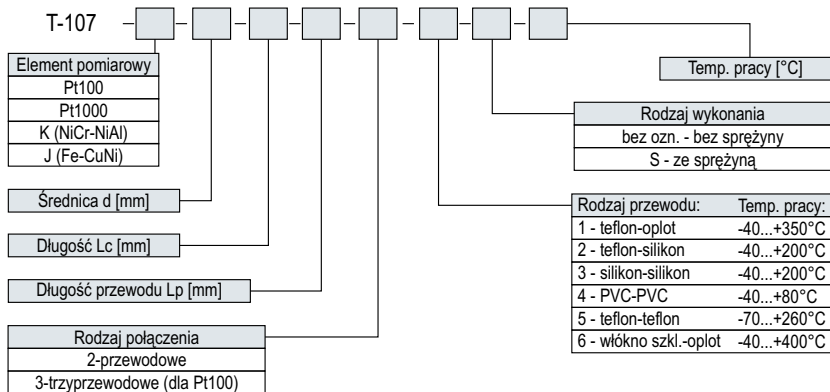 T-107
Element pomiarowy
Pt100
Pt1000
K (NiCr-NiAl)
J (Fe-CuNi)
Średnica d [mm]
Długość Lc [mm]
Długość przewodu Lp [mm]
Rodzaj połączenia
2-przewodowe
3-trzyprzewodowe (dla Pt100)
Temp. pracy [°C]
Rodzaj wykonania
bez ozn. - bez sprężyny
S - ze sprężyną
Rodzaj przewodu: Temp. pracy:
1 - teflon-oplot -40...+350°C
2 - teflon-silikon -40...+200°C
3 - silikon-silikon -40...+200°C
4 - PVC-PVC -40...+80°C
5 - teflon-teflon -70...+260°C
6 - włókno szkl.-oplot -40...+400°C